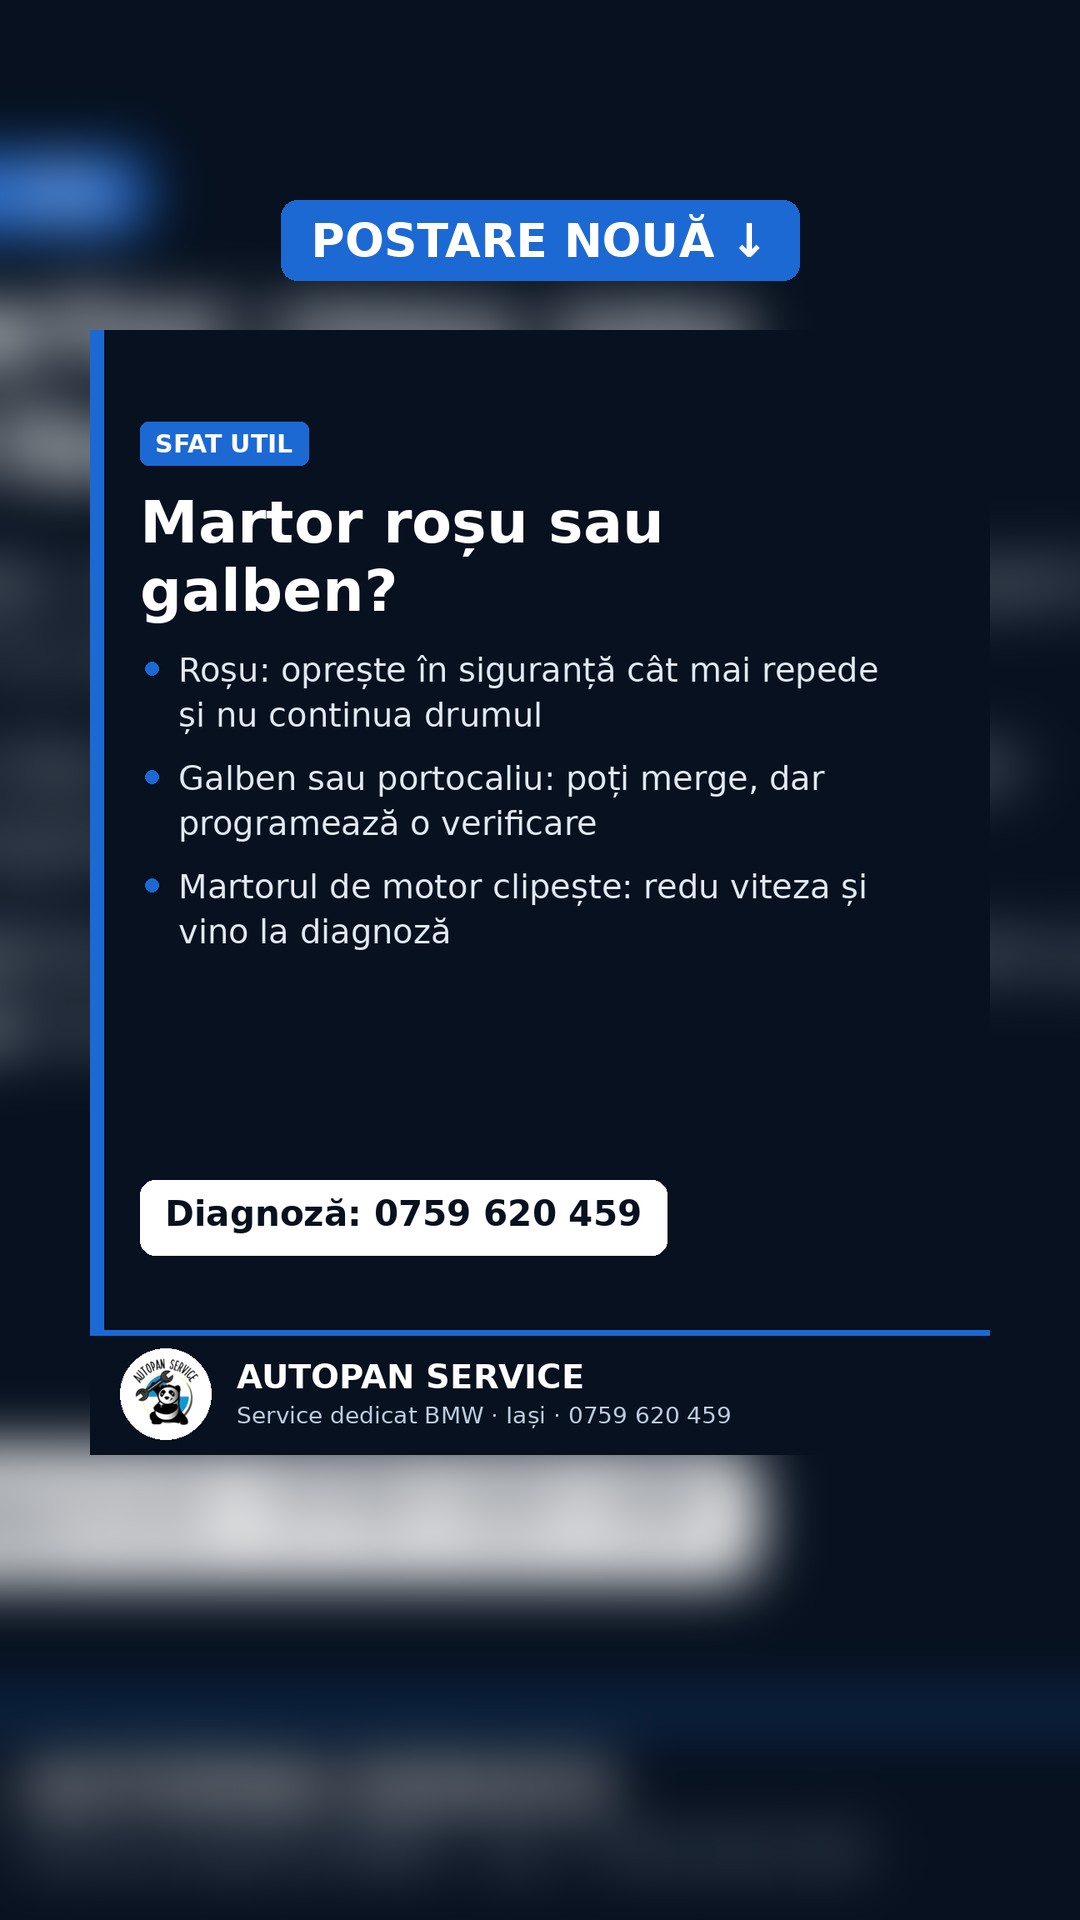 POSTARE NOUĂ ↓
SFAT UTIL
Martor roșu sau
galben?
• Roșu: oprește în siguranță cât mai repede
și nu continua drumul
• Galben sau portocaliu: poți merge, dar
programează o verificare
• Martorul de motor clipește: redu viteza și
vino la diagnoză
Diagnoză: 0759 620 459
AUTOPAN SERVICE
AUTOPAN SERVICE
Service dedicat BMW · Iași · 0759 620 459